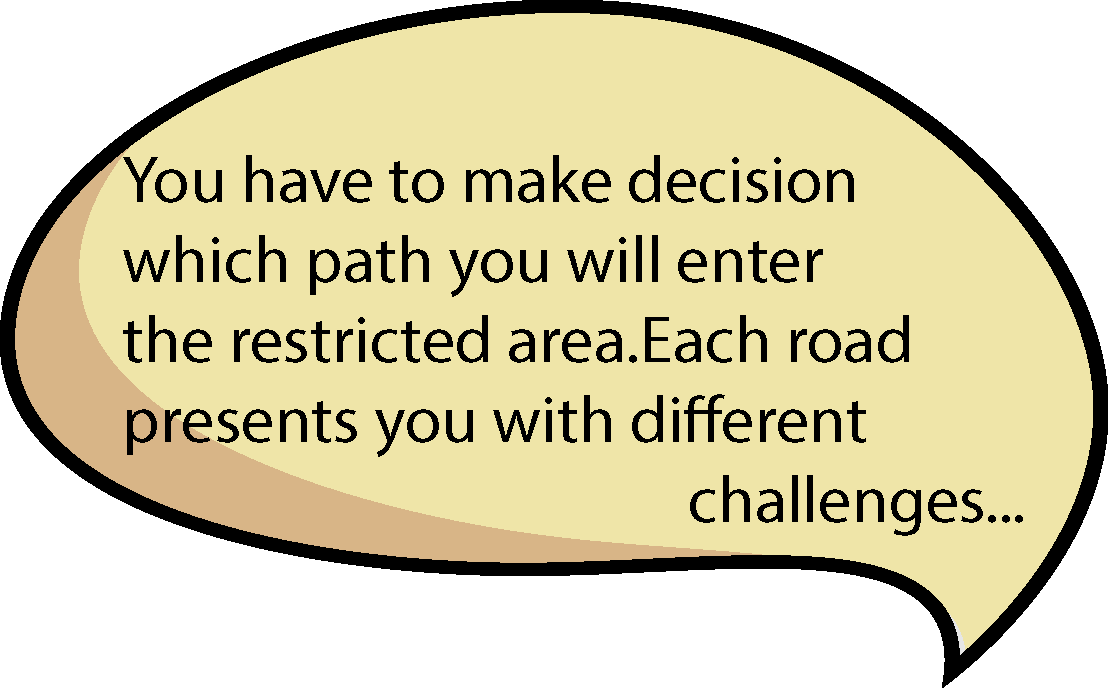 You have to make decision
which path you will enter
the restricted area.Each road
presents you with different
challenges...